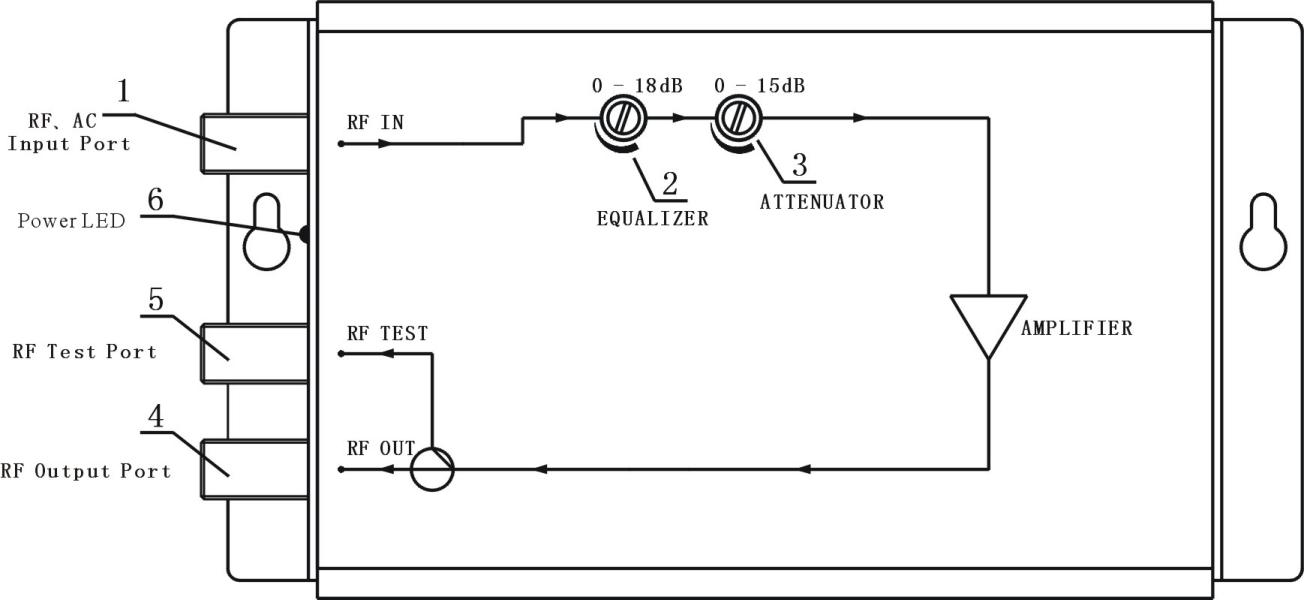 1
RF、AC
Input Port
6
Power LED
5
RF Test Port
4
RF Output Port
RF IN
0 - 18dB
0 - 15dB
2
EQUALIZER
3
ATTENUATOR
AMPLIFIER
RF TEST
RF OUT